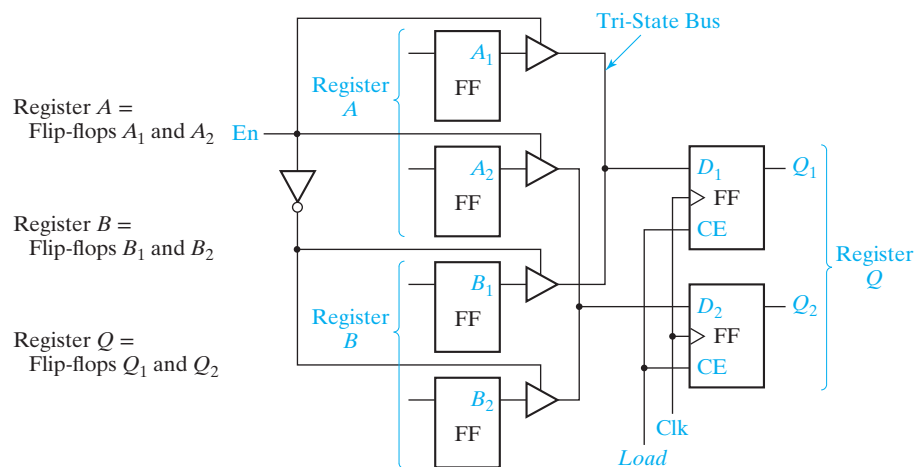 Tri-State Bus
A1
FF
Register
A
Register A =
Flip-flops A1 and A2
En
A2
FF
D1
FF
CE
Q1
Register B =
Flip-flops B1 and B2
B1
FF
Register
B
Register
Q
D2
FF
CE
Q2
Register Q =
Flip-flops Q1 and Q2
B2
FF
Clk
Load